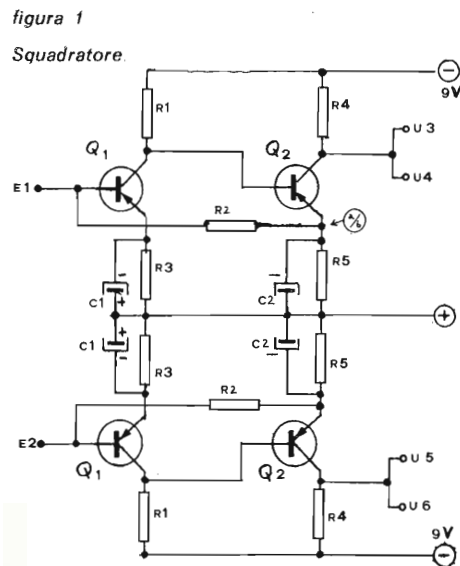 figura 1
Squadratore.
⊖
9V
R1
R4
Q1
Q2
U3
U4
E1
R2
a/b
−
−
C1
+
R3
C2
R5
+
C1
+
−
R3
C2
−
R5
R2
E2
Q1
Q2
U5
U6
R1
R4
9V
⊖